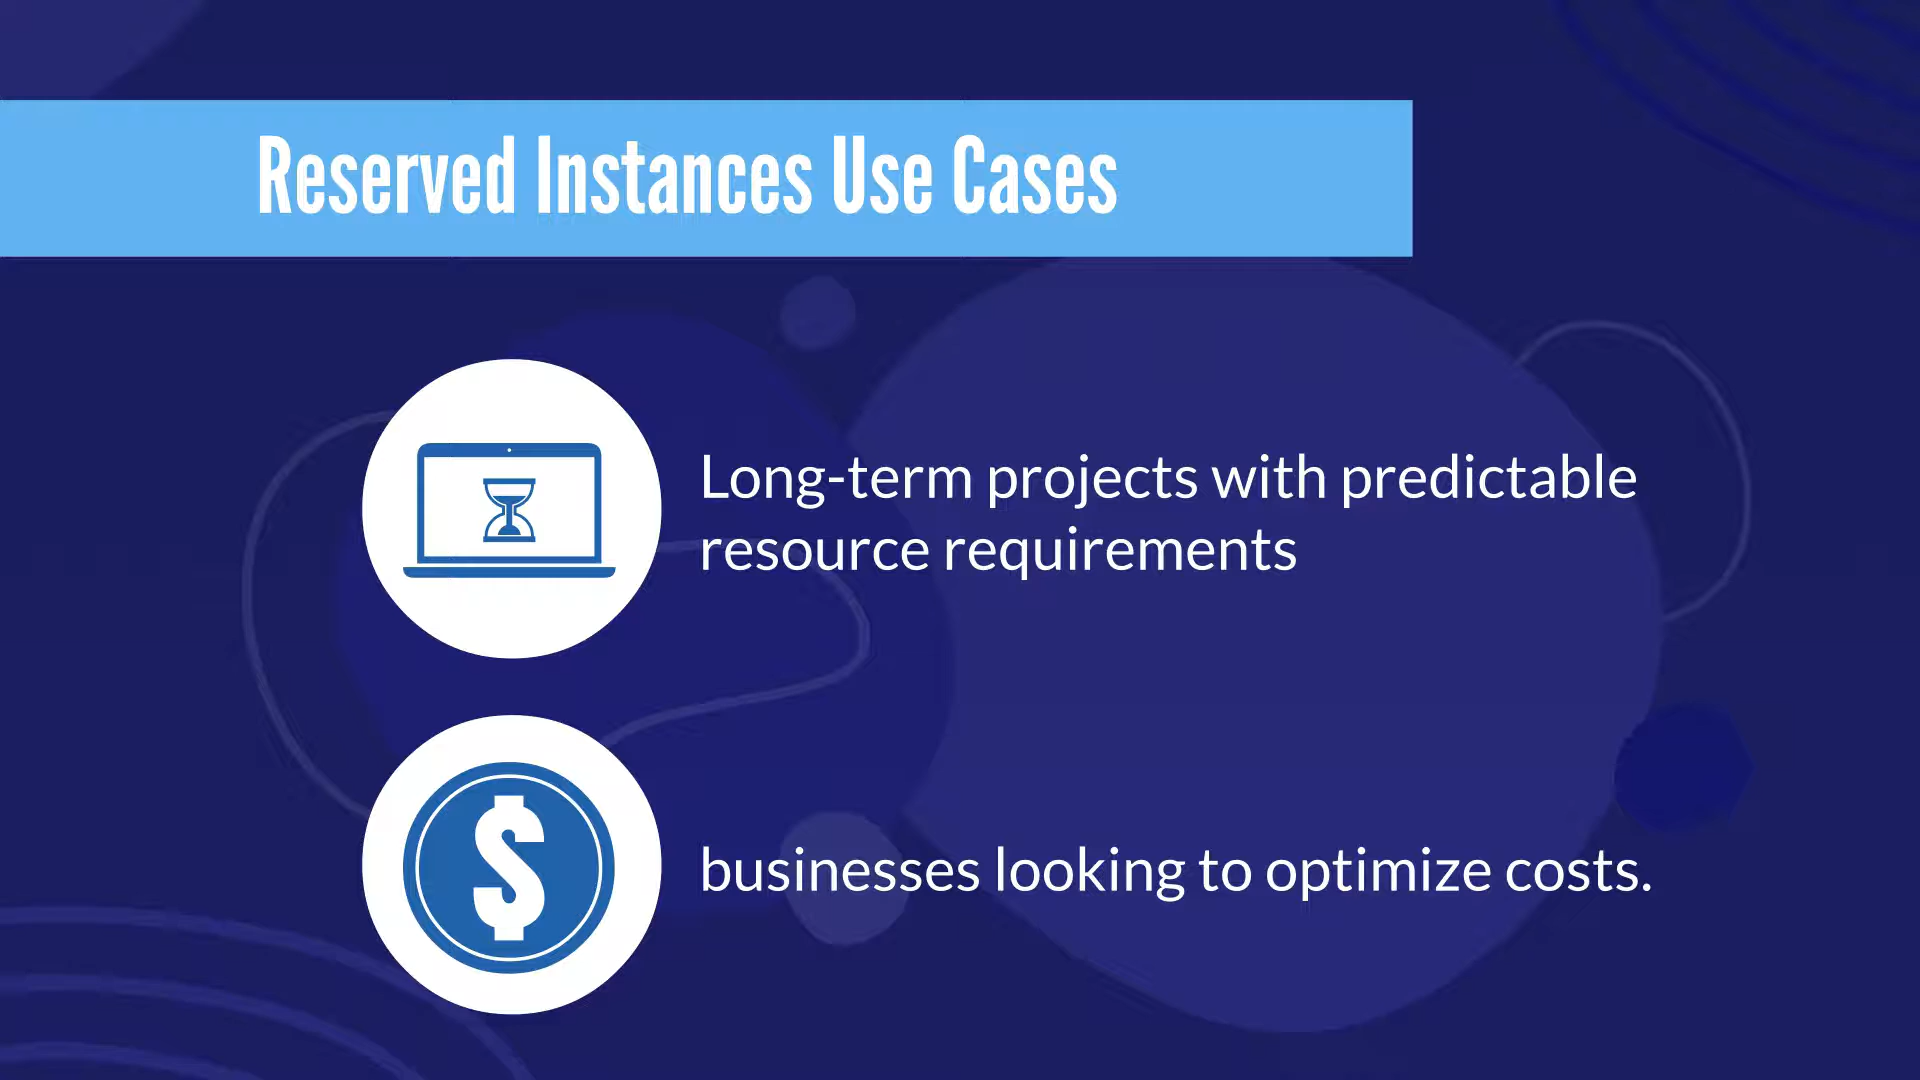 Reserved Instances Use Cases
Long-term projects with predictable
resource requirements
businesses looking to optimize costs.